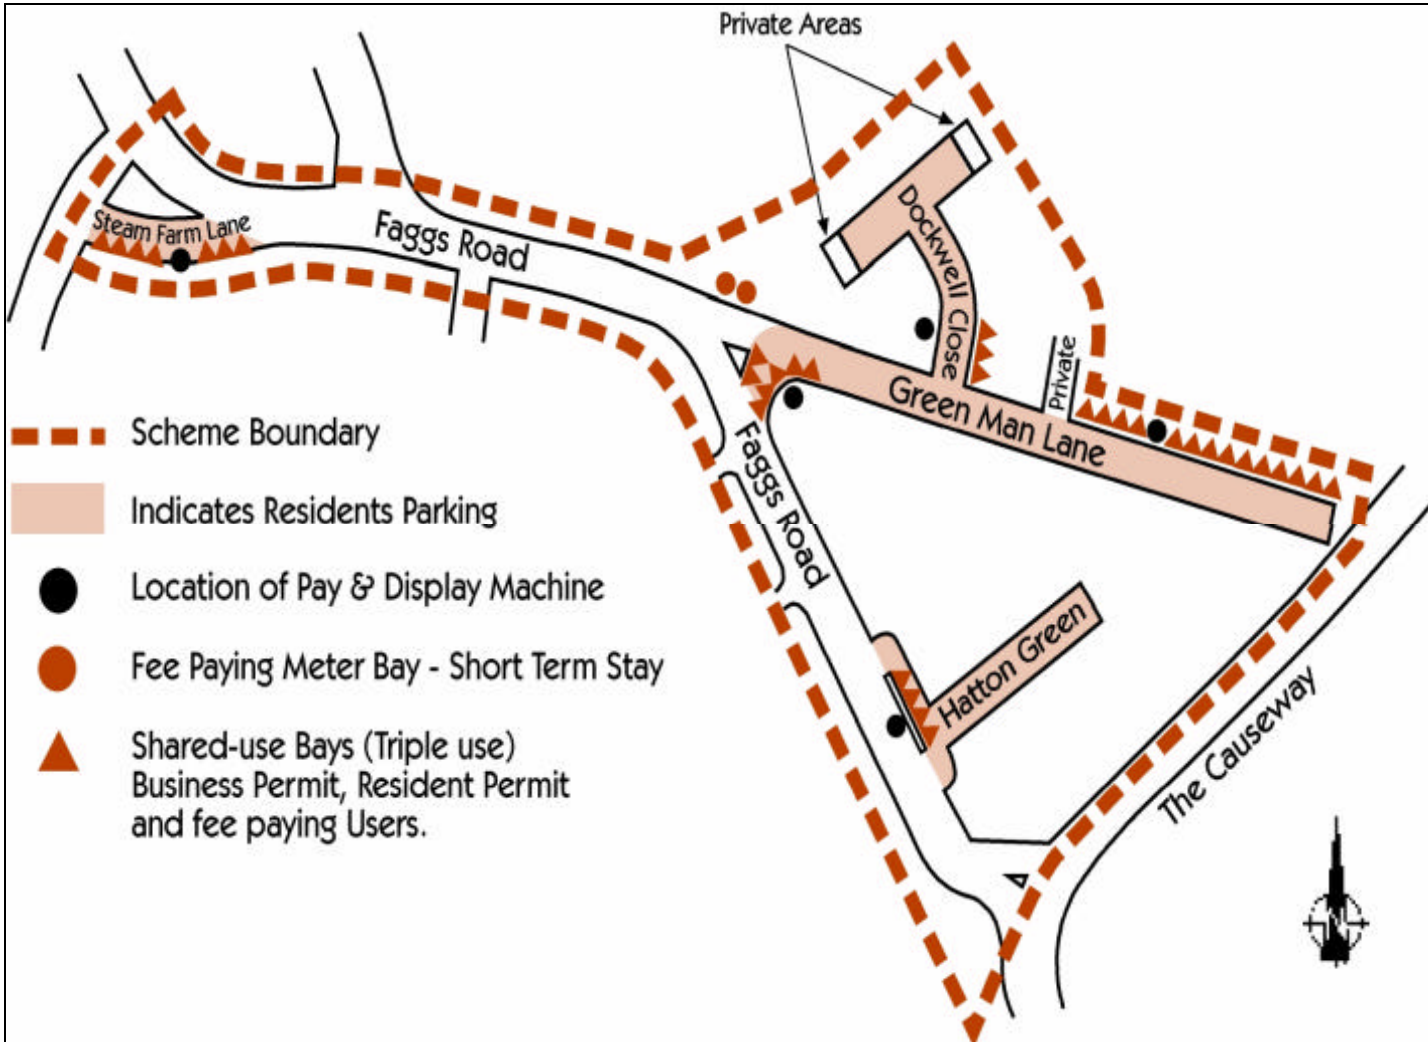 Private Areas
Steam Farm Lane
Faggs Road
Dockwell Close
Private
Green Man Lane
Faggs Road
Hatton Green
The Causeway
Scheme Boundary
Indicates Residents Parking
Location of Pay & Display Machine
Fee Paying Meter Bay - Short Term Stay
Shared-use Bays (Triple use)
Business Permit, Resident Permit
and fee paying Users.